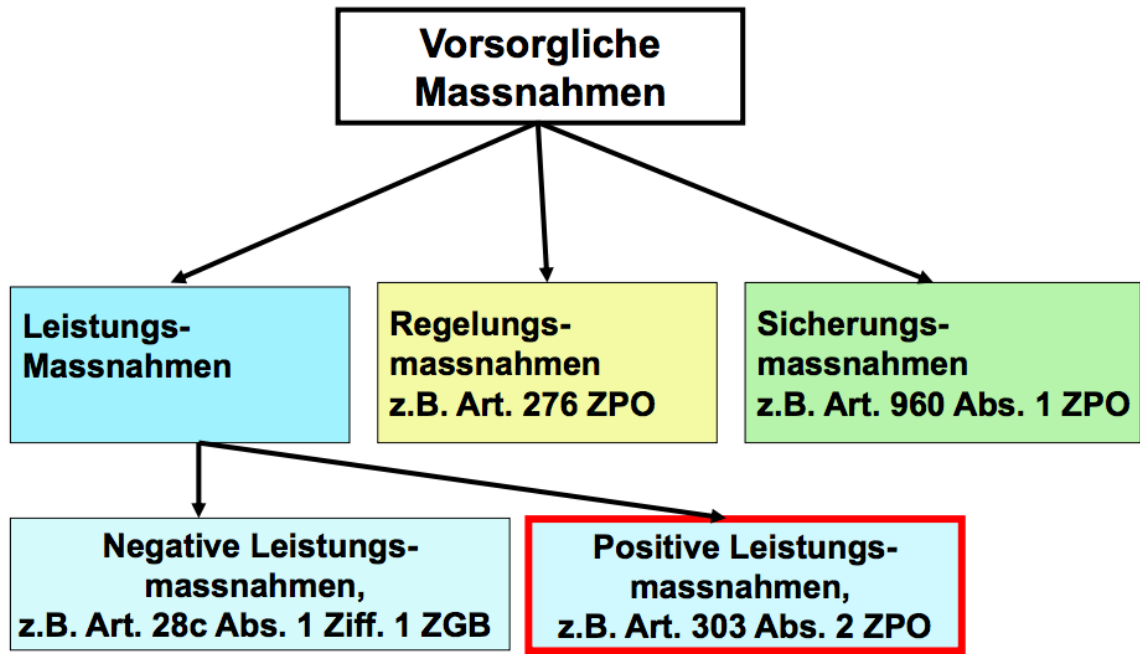 Vorsorgliche
Massnahmen
Leistungs-
Massnahmen
Regelungs-
massnahmen
z.B. Art. 276 ZPO
Sicherungs-
massnahmen
z.B. Art. 960 Abs. 1 ZPO
Negative Leistungs-
massnahmen,
z.B. Art. 28c Abs. 1 Ziff. 1 ZGB
Positive Leistungs-
massnahmen,
z.B. Art. 303 Abs. 2 ZPO